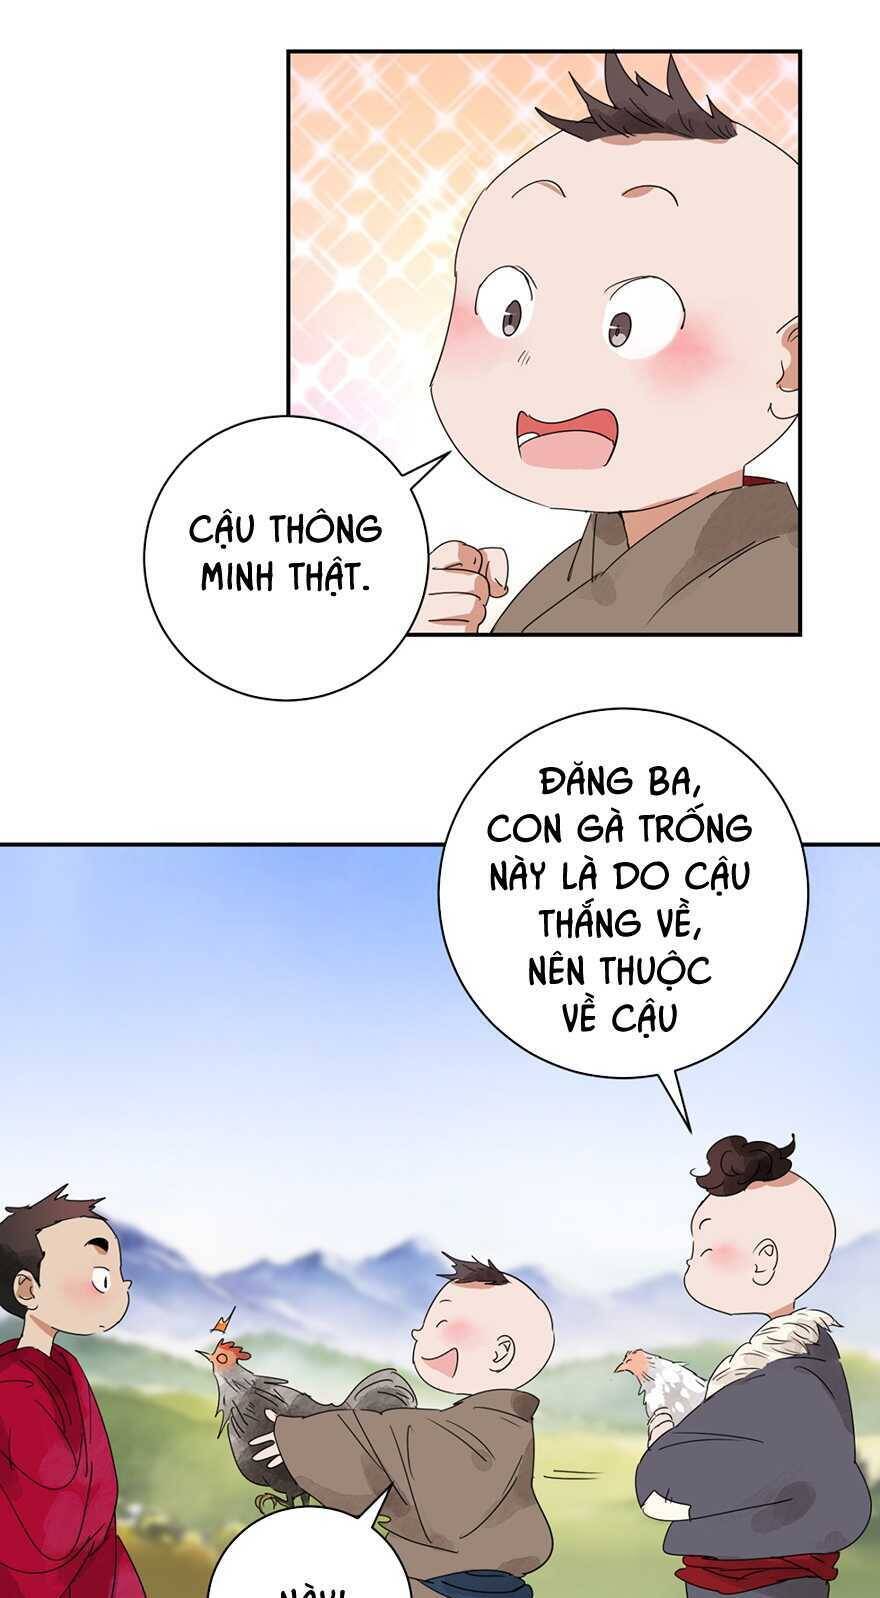 CẬU THÔNG
MINH THẬT.
ĐĂNG BA,
CON GÀ TRỐNG
NÀY LÀ DO CẬU
THẮNG VỀ,
NÊN THUỘC
VỀ CẬU
NÀY!